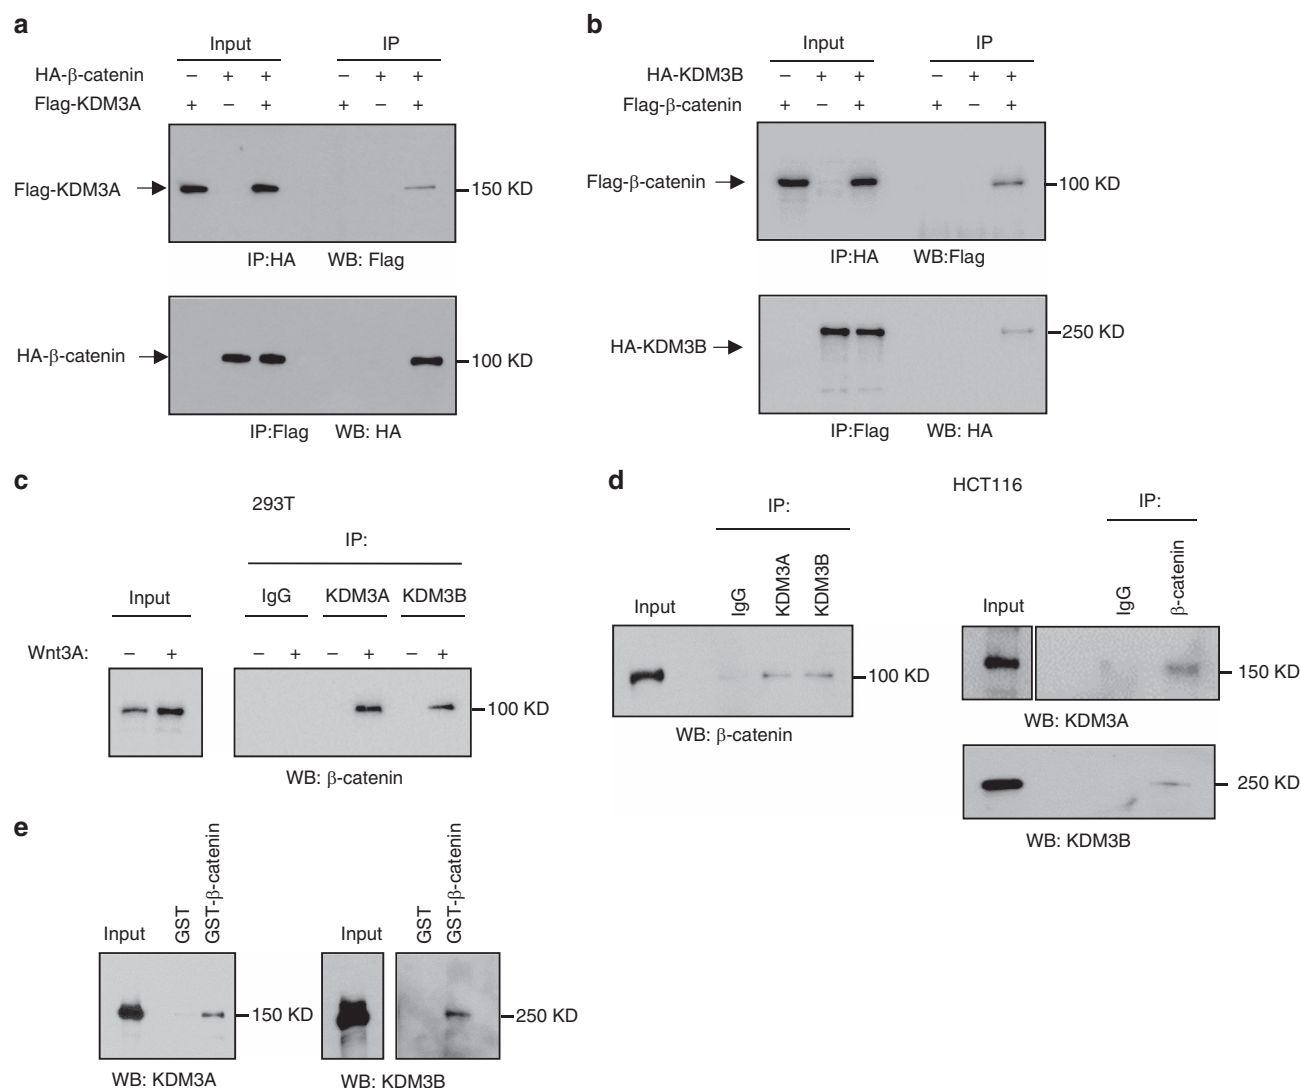 a
Input IP
HA-β-catenin – + + – + +
Flag-KDM3A + – + + – +
Flag-KDM3A
150 KD
IP:HA WB: Flag
HA-β-catenin
100 KD
IP:Flag WB: HA
b
Input IP
HA-KDM3B – + + – + +
Flag-β-catenin + – + + – +
Flag-β-catenin
100 KD
IP:HA WB:Flag
HA-KDM3B
250 KD
IP:Flag WB: HA
c
293T
IP:
Input IgG KDM3A KDM3B
Wnt3A: – + – + – + – +
100 KD
WB: β-catenin
d
HCT116
IP:
Input IgG KDM3A KDM3B
100 KD
WB: β-catenin
IP:
Input IgG β-catenin
150 KD
WB: KDM3A
250 KD
WB: KDM3B
e
Input GST GST-β-catenin
150 KD
WB: KDM3A
Input GST GST-β-catenin
250 KD
WB: KDM3B